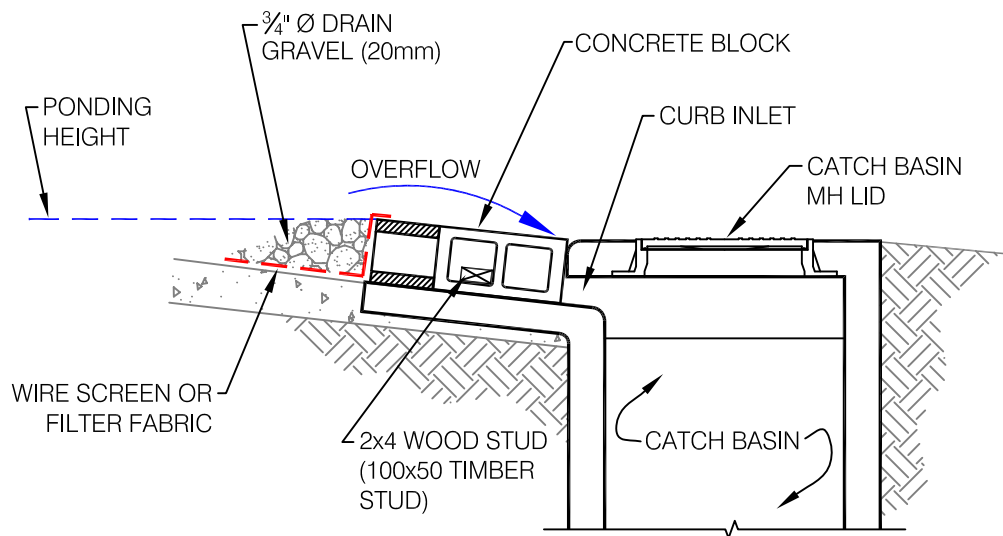 ¾" Ø DRAIN
GRAVEL (20mm)
CONCRETE BLOCK
PONDING
HEIGHT
CURB INLET
OVERFLOW
CATCH BASIN
MH LID
WIRE SCREEN OR
FILTER FABRIC
2x4 WOOD STUD
(100x50 TIMBER
STUD)
CATCH BASIN